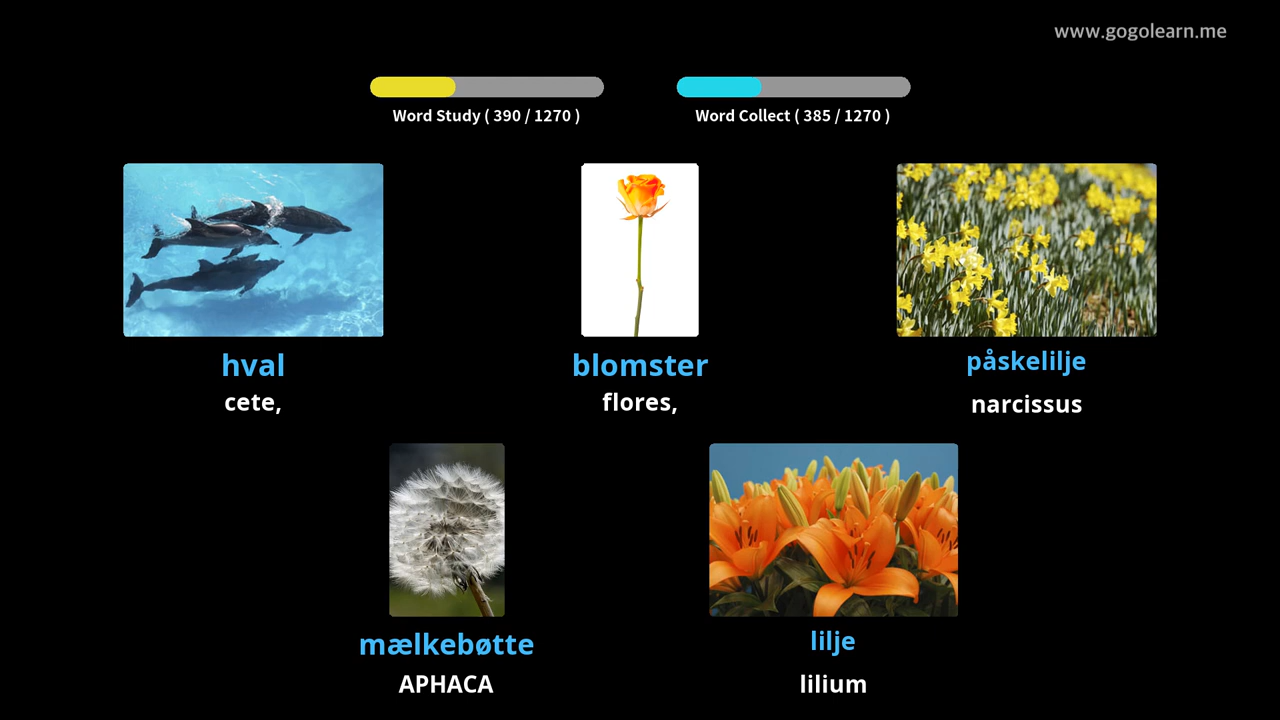 www.gogolearn.me
Word Study ( 390 / 1270 )
Word Collect ( 385 / 1270 )
hval
cete,
blomster
flores,
påskelilje
narcissus
mælkebøtte
APHACA
lilje
lilium